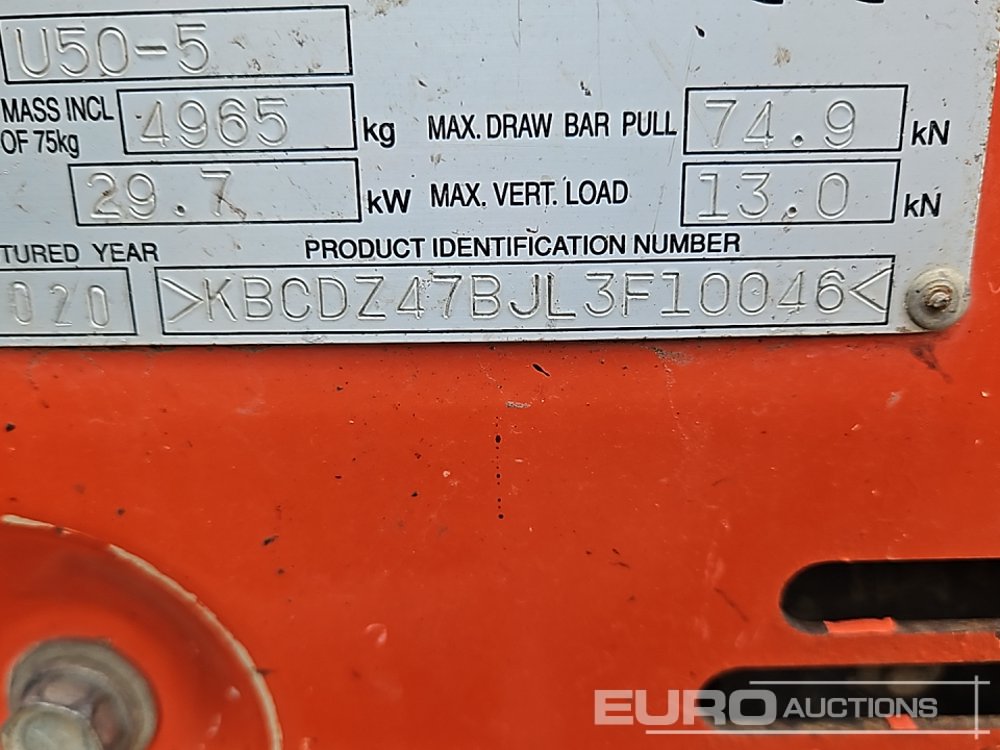 U50-5
MASS INCL OF 75kg 4965 kg MAX. DRAW BAR PULL 74.9 kN
29.7 kW MAX. VERT. LOAD 13.0 kN
TURED YEAR PRODUCT IDENTIFICATION NUMBER
020 >KBCDZ47BJL3F10046<
EURO AUCTIONS